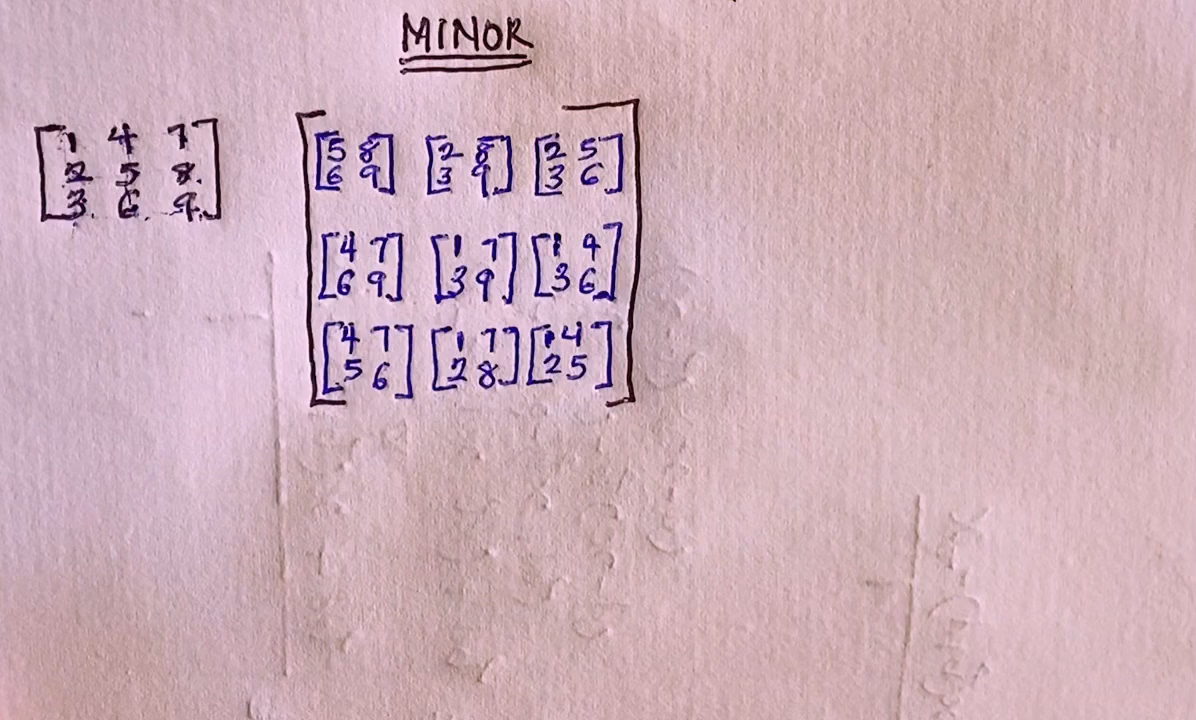 MINOR
1 4 7
2 5 8.
3. 6. 9.
5 8 2 8 2 5
6 9 3 9 3 6
4 7 1 7 1 4
6 9 3 9 3 6
4 7 1 7 1 4
5 6 2 8 2 5